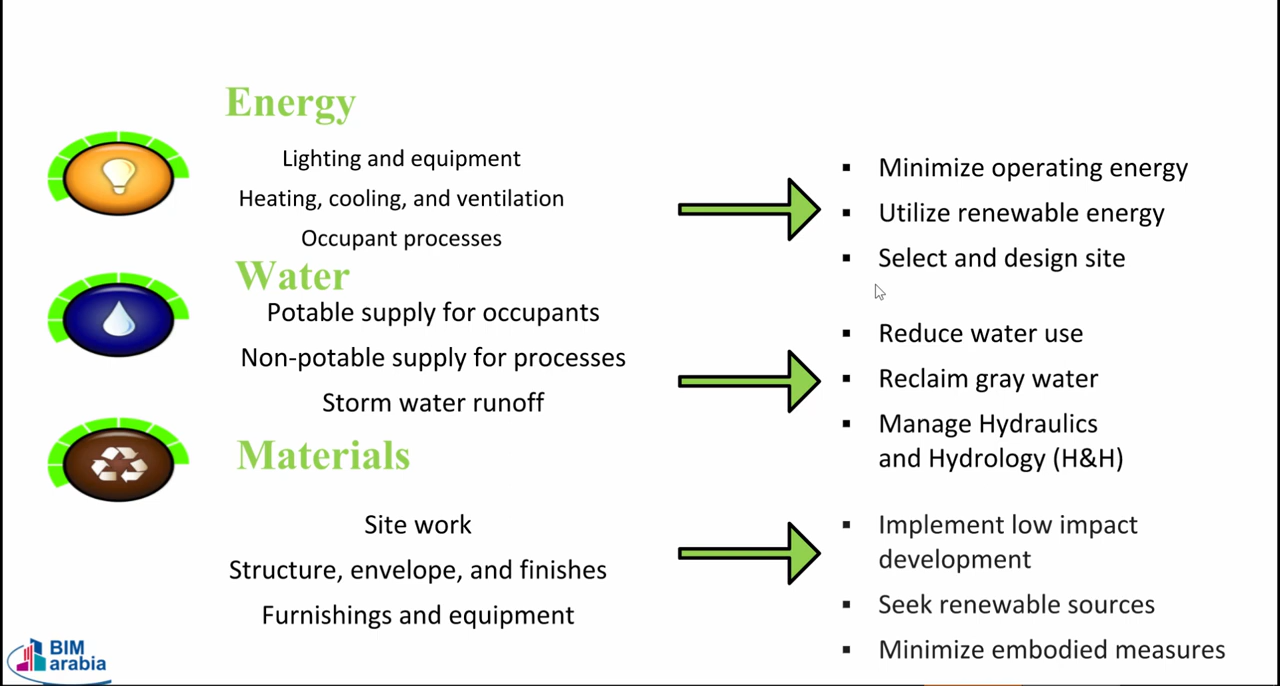 Energy
Lighting and equipment
Heating, cooling, and ventilation
Occupant processes
▪ Minimize operating energy
▪ Utilize renewable energy
▪ Select and design site
Water
Potable supply for occupants
Non-potable supply for processes
Storm water runoff
▪ Reduce water use
▪ Reclaim gray water
▪ Manage Hydraulics
and Hydrology (H&H)
Materials
Site work
Structure, envelope, and finishes
Furnishings and equipment
▪ Implement low impact
development
▪ Seek renewable sources
▪ Minimize embodied measures
BIM
arabia